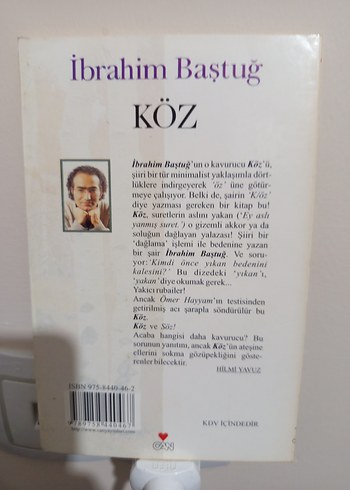 İbrahim Baştuğ
KÖZ
İbrahim Baştuğ'un o kavurucu Köz'ü,
şiiri bir tür minimalist yaklaşımla dört-
lüklere indirgeyerek 'öz' üne götür-
meye çalışıyor. Belki de, şairin 'K/öz'
diye yazması gereken bir kitap bu!
Köz, suretlerin aslını yakan ('Ey aslı
yanmış suret.') o gizemli akkor ya da
soluğun dağlayan yalazası! Şiiri bir
'dağlama' işlemi ile bedenine yazan
bir şair İbrahim Baştuğ. Ve soru-
yor:'Kimdi önce yıkan bedenini
kalesini?' Bu dizedeki 'yıkan'ı,
'yakan' diye okumak gerek...
Yakıcı rubailer!
Ancak Ömer Hayyam'ın testisinden
getirilmiş acı şarapla söndürülür bu
Köz.
Köz ve Söz!
Acaba hangisi daha kavurucu? Bu
sorunun yanıtını, ancak Köz'ün ateşine
ellerini sokma gözüpekliğini göste-
renler bilecektir.
HİLMİ YAVUZ
ISBN 975-8440-46-2
9789758440467
KDV İÇİNDEDİR